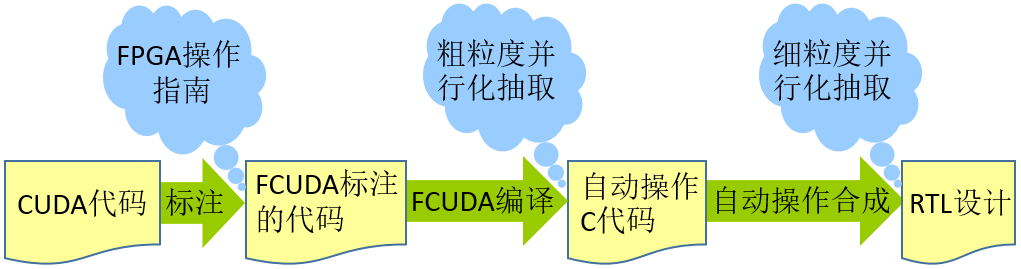 FPGA操作
指南
粗粒度并
行化抽取
细粒度并
行化抽取
CUDA代码
标注
FCUDA标注
的代码
FCUDA编译
自动操作
C代码
自动操作合成
RTL设计